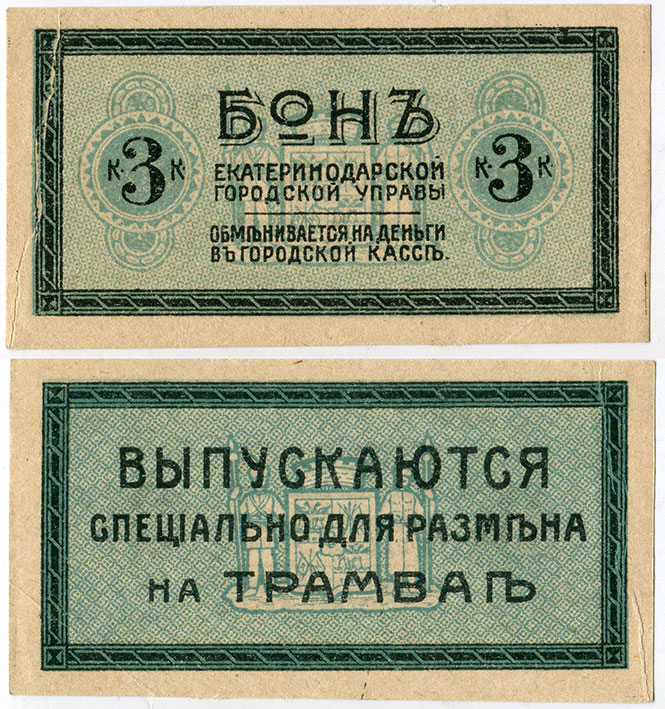 БОНЪ
К. 3 К
ЕКАТЕРИНОДАРСКОЙ
ГОРОДСКОЙ УПРАВЫ
К. 3 К
ОБМѢНИВАЕТСЯ НА ДЕНЬГИ
ВЪ ГОРОДСКОЙ КАССѢ.
ВЫПУСКАЮТСЯ
СПЕЦІАЛЬНО ДЛЯ РАЗМѢНА
НА ТРАМВАѢ